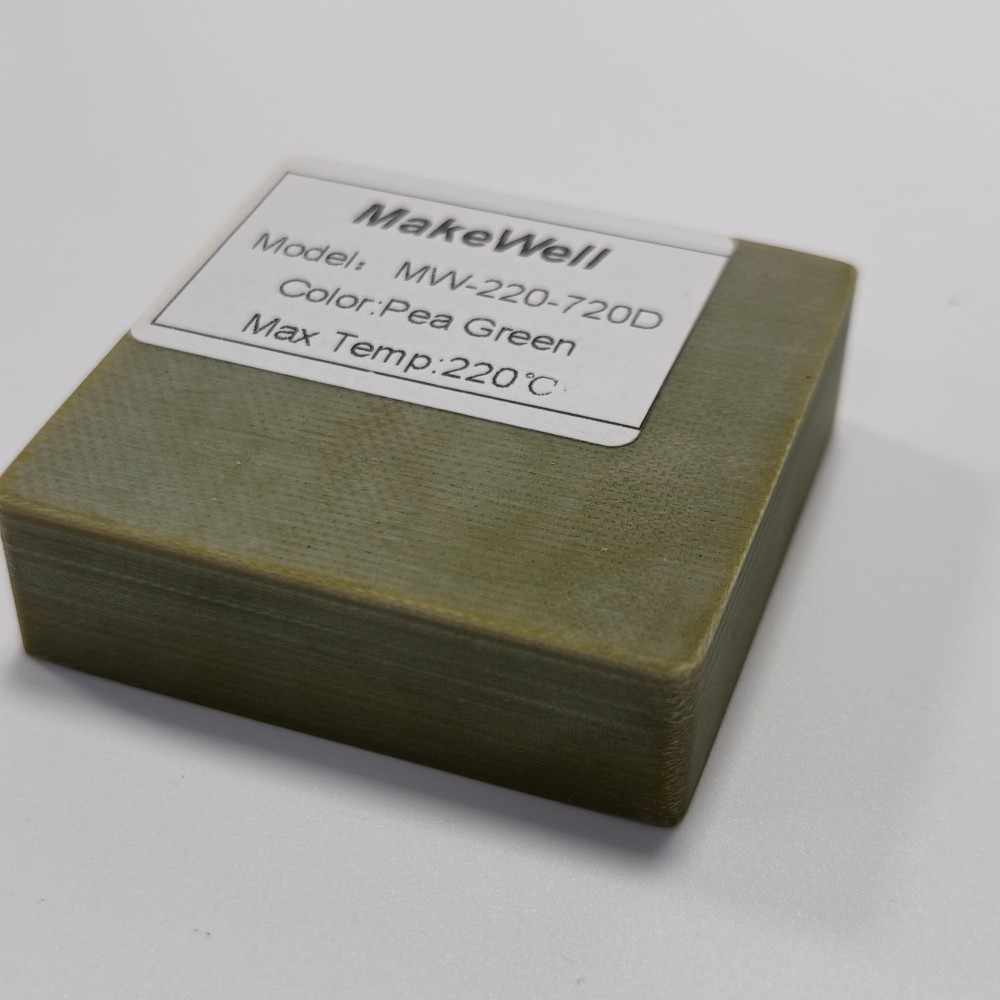 MakeWell
Model：  MW-220-720D
Color:Pea Green
Max Temp:220℃